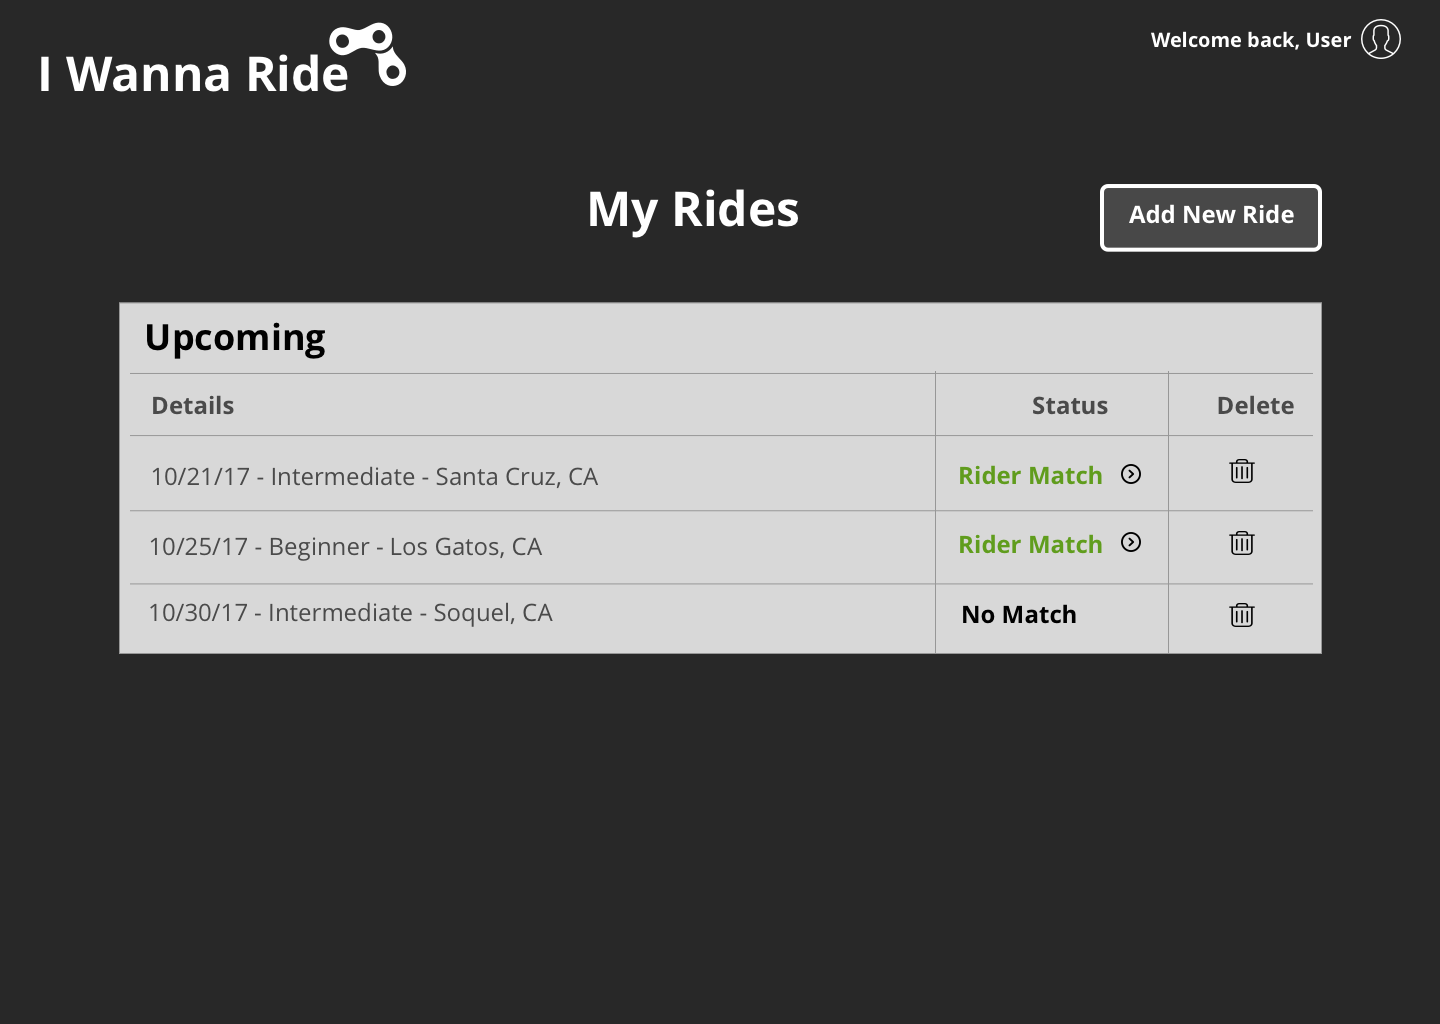 I Wanna Ride
Welcome back, User
My Rides
Add New Ride
Upcoming
Details Status Delete
10/21/17 - Intermediate - Santa Cruz, CA Rider Match
10/25/17 - Beginner - Los Gatos, CA Rider Match
10/30/17 - Intermediate - Soquel, CA No Match